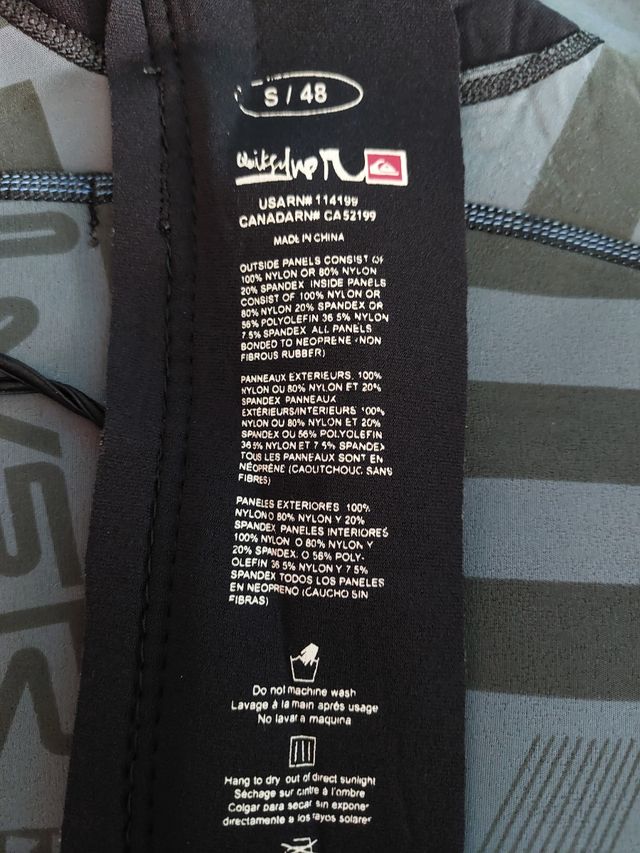 S / 48
Quiksilver
USARN# 114199
CANADARN# CA52199
MADE IN CHINA
OUTSIDE PANELS CONSIST OF
100% NYLON OR 80% NYLON
20% SPANDEX INSIDE PANELS
CONSIST OF 100% NYLON OR
80% NYLON 20% SPANDEX OR
56% POLYOLEFIN 36 5% NYLON
7.5% SPANDEX ALL PANELS
BONDED TO NEOPRENE (NON
FIBROUS RUBBER)
PANNEAUX EXTERIEURS, 100%
NYLON OU 80% NYLON ET 20%
SPANDEX PANNEAUX
EXTÉRIEURS/INTERIEURS 100%
NYLON OU 80% NYLON ET 20%
SPANDEX OU 56% POLYOLEFIN
36 5% NYLON ET 7 5% SPANDEX
TOUS LES PANNEAUX SONT EN
NÉOPRÈNE (CAOUTCHOUC SANS
FIBRES)
PANELES EXTERIORES 100%
NYLON O 80% NYLON Y 20%
SPANDEX PANELES INTERIORES
100% NYLON O 80% NYLON Y
20% SPANDEX. O 56% POLY-
OLEFIN 36 5% NYLON Y 7 5%
SPANDEX TODOS LOS PANELES
EN NEOPRENO (CAUCHO SIN
FIBRAS)
Do not machine wash
Lavage à la main après usage
No lavar a maquina
Hang to dry out of direct sunlight
Séchage sur cintre à l'ombre
Colgar para secar sin exponer
directamente a los rayos solares